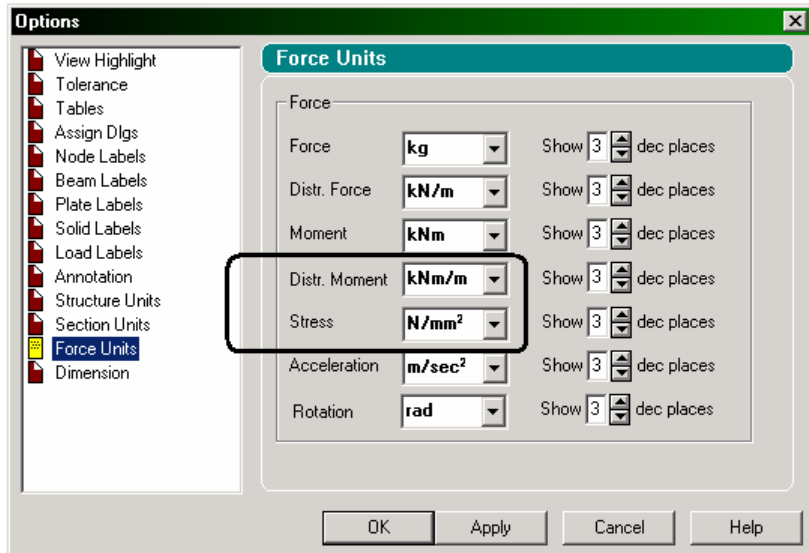 Options
View Highlight
Tolerance
Tables
Assign Dlgs
Node Labels
Beam Labels
Plate Labels
Solid Labels
Load Labels
Annotation
Structure Units
Section Units
Force Units
Dimension
Force Units
Force
Force kg Show 3 dec places
Distr. Force kN/m Show 3 dec places
Moment kNm Show 3 dec places
Distr. Moment kNm/m Show 3 dec places
Stress N/mm² Show 3 dec places
Acceleration m/sec² Show 3 dec places
Rotation rad Show 3 dec places
OK Apply Cancel Help